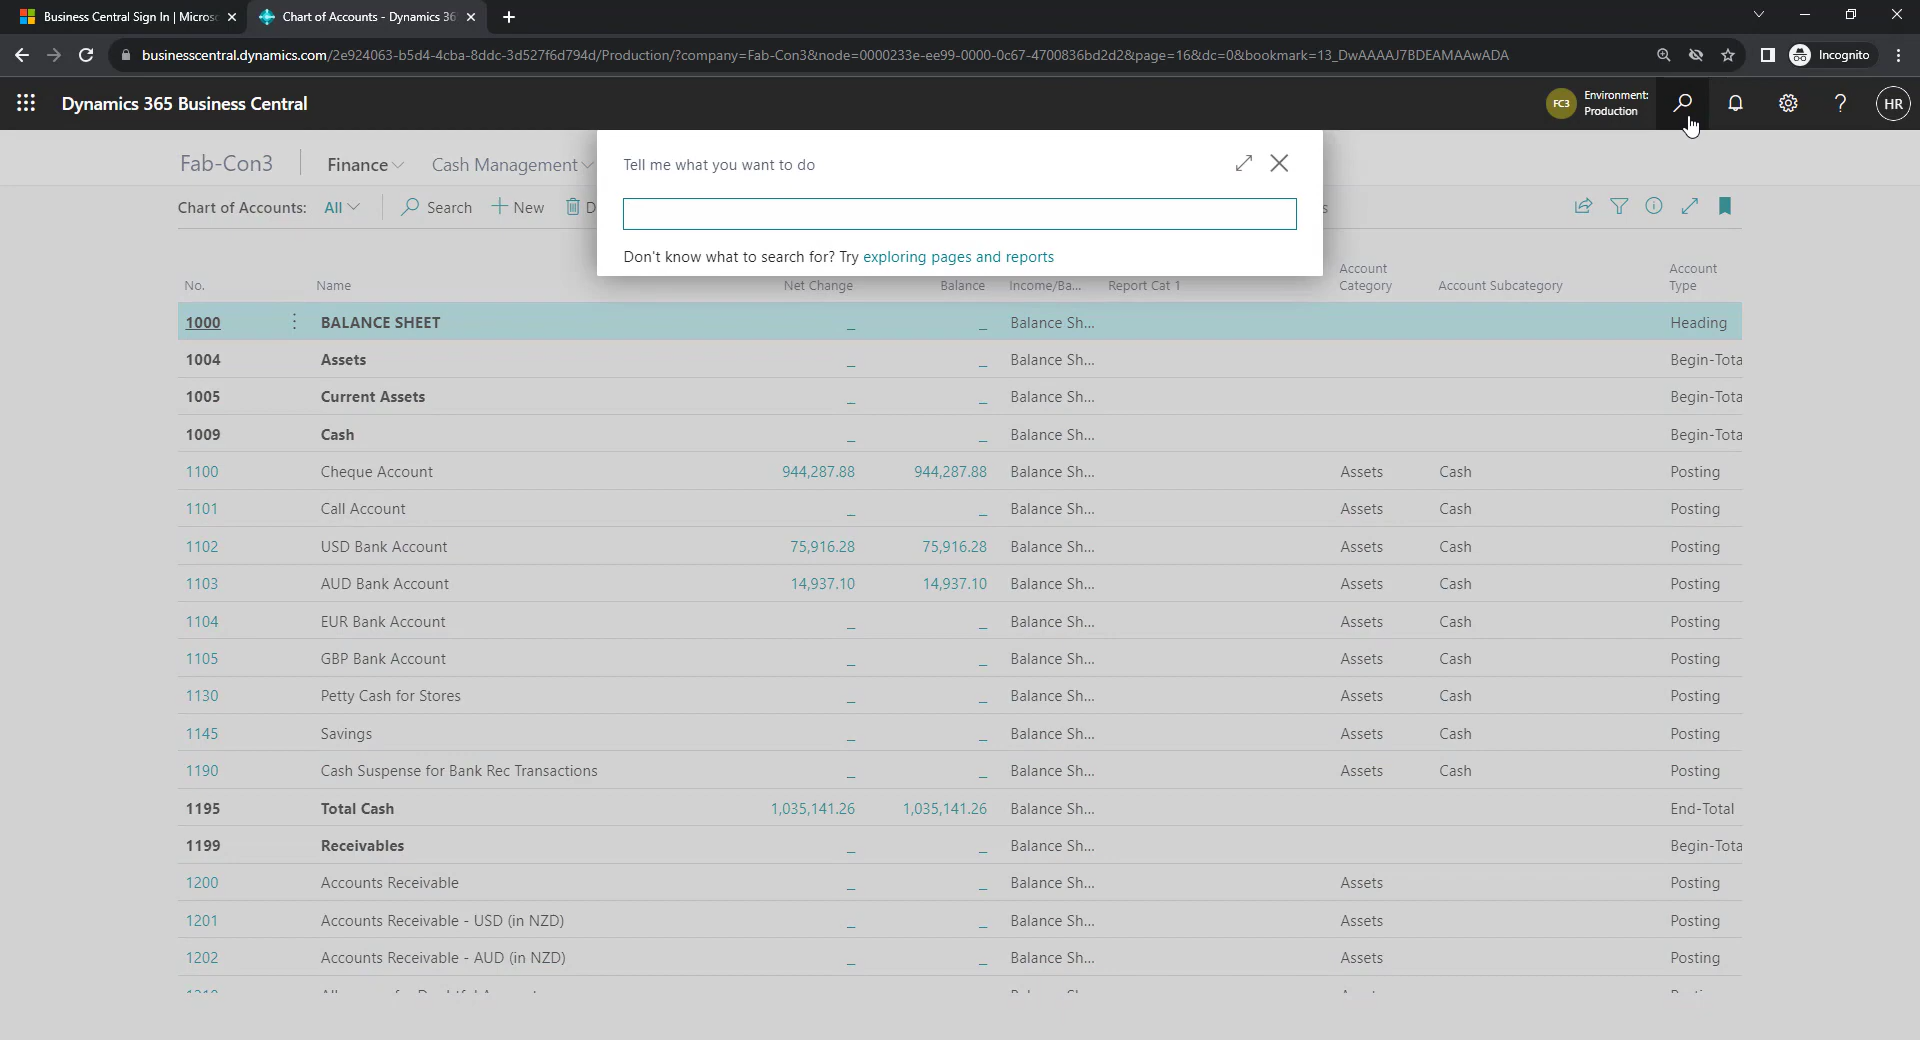 Business Central Sign In | Micros
Chart of Accounts - Dynamics 36
businesscentral.dynamics.com/2e924063-b5d4-4cba-8ddc-3d527f6d794d/Production/?company=Fab-Con3&node=0000233e-ee99-0000-0c67-4700836bd2d2&page=16&dc=0&bookmark=13_DwAAAAJ7BDEAMAAwADA
Incognito
Dynamics 365 Business Central
FC3
Environment:
Production
HR
Fab-Con3
Finance
Cash Management
Tell me what you want to do
Don't know what to search for? Try exploring pages and reports
Chart of Accounts: All Search New D s
No. Name Net Change Balance Income/Ba... Report Cat 1 Account Category Account Subcategory Account Type
1000 BALANCE SHEET _ _ Balance Sh... Heading
1004 Assets _ _ Balance Sh... Begin-Tota
1005 Current Assets _ _ Balance Sh... Begin-Tota
1009 Cash _ _ Balance Sh... Begin-Tota
1100 Cheque Account 944,287.88 944,287.88 Balance Sh... Assets Cash Posting
1101 Call Account _ _ Balance Sh... Assets Cash Posting
1102 USD Bank Account 75,916.28 75,916.28 Balance Sh... Assets Cash Posting
1103 AUD Bank Account 14,937.10 14,937.10 Balance Sh... Assets Cash Posting
1104 EUR Bank Account _ _ Balance Sh... Assets Cash Posting
1105 GBP Bank Account _ _ Balance Sh... Assets Cash Posting
1130 Petty Cash for Stores _ _ Balance Sh... Assets Cash Posting
1145 Savings _ _ Balance Sh... Assets Cash Posting
1190 Cash Suspense for Bank Rec Transactions _ _ Balance Sh... Assets Cash Posting
1195 Total Cash 1,035,141.26 1,035,141.26 Balance Sh... End-Total
1199 Receivables _ _ Balance Sh... Begin-Tota
1200 Accounts Receivable _ _ Balance Sh... Assets Posting
1201 Accounts Receivable - USD (in NZD) _ _ Balance Sh... Assets Posting
1202 Accounts Receivable - AUD (in NZD) _ _ Balance Sh... Assets Posting